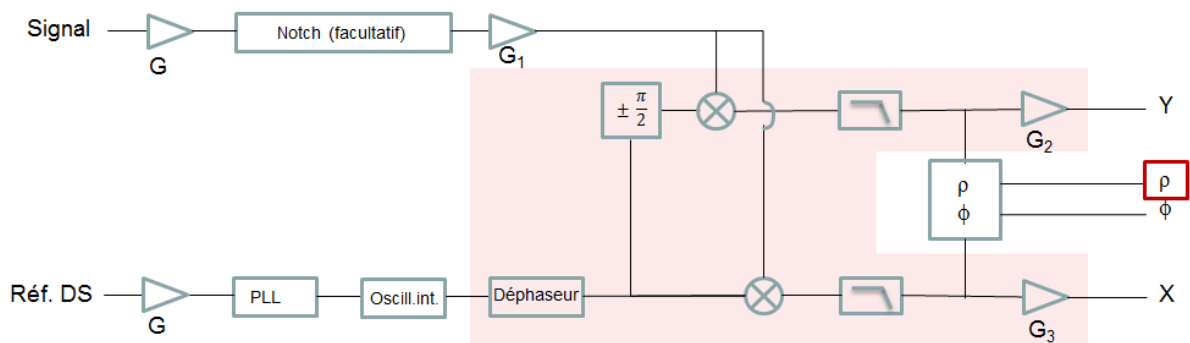 Signal
G
Notch (facultatif)
G₁
± π/2
G₂
Y
ρ
ϕ
ρ
ϕ
Réf. DS
G
PLL
Oscill.int.
Déphaseur
G₃
X